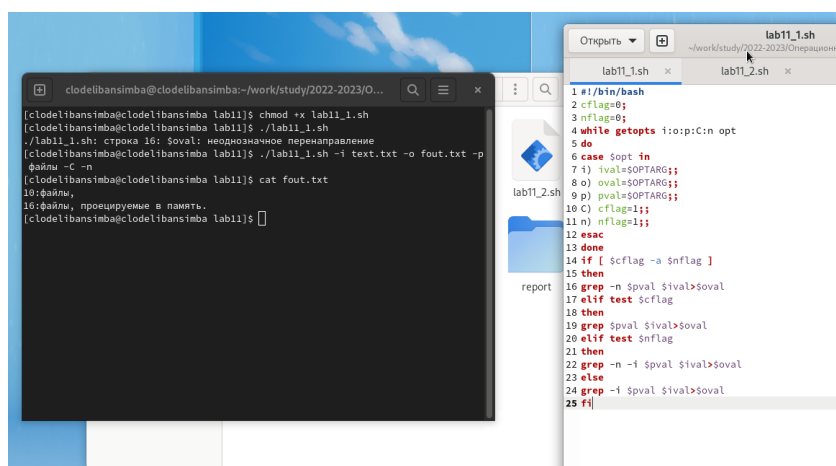 clodelibansimba@clodelibansimba:~/work/study/2022-2023/O...
[clodelibansimba@clodelibansimba lab11]$ chmod +x lab11_1.sh
[clodelibansimba@clodelibansimba lab11]$ ./lab11_1.sh
./lab11_1.sh: строка 16: $oval: неоднозначное перенаправление
[clodelibansimba@clodelibansimba lab11]$ ./lab11_1.sh -i text.txt -o fout.txt -p
файлы -C -n
[clodelibansimba@clodelibansimba lab11]$ cat fout.txt
10:файлы,
16:файлы, проецируемые в память.
[clodelibansimba@clodelibansimba lab11]$
lab11_2.sh
report
Открыть
lab11_1.sh
~/work/study/2022-2023/Операционн
lab11_1.sh ×
lab11_2.sh ×
1 #!/bin/bash
2 cflag=0;
3 nflag=0;
4 while getopts i:o:p:C:n opt
5 do
6 case $opt in
7 i) ival=$OPTARG;;
8 o) oval=$OPTARG;;
9 p) pval=$OPTARG;;
10 C) cflag=1;;
11 n) nflag=1;;
12 esac
13 done
14 if [ $cflag -a $nflag ]
15 then
16 grep -n $pval $ival>$oval
17 elif test $cflag
18 then
19 grep $pval $ival>$oval
20 elif test $nflag
21 then
22 grep -n -i $pval $ival>$oval
23 else
24 grep -i $pval $ival>$oval
25 fi